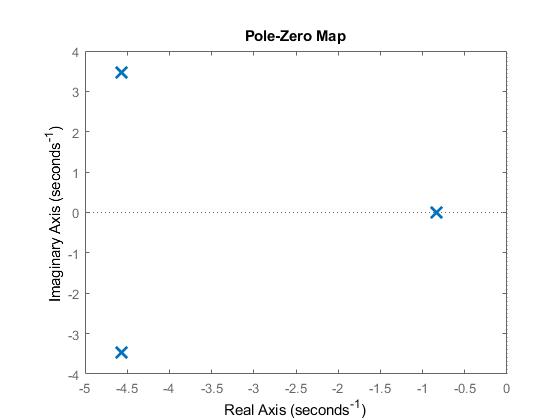 Pole-Zero Map
4
3
2
1
0
-1
-2
-3
-4
Imaginary Axis (seconds⁻¹)
-5 -4.5 -4 -3.5 -3 -2.5 -2 -1.5 -1 -0.5 0
Real Axis (seconds⁻¹)